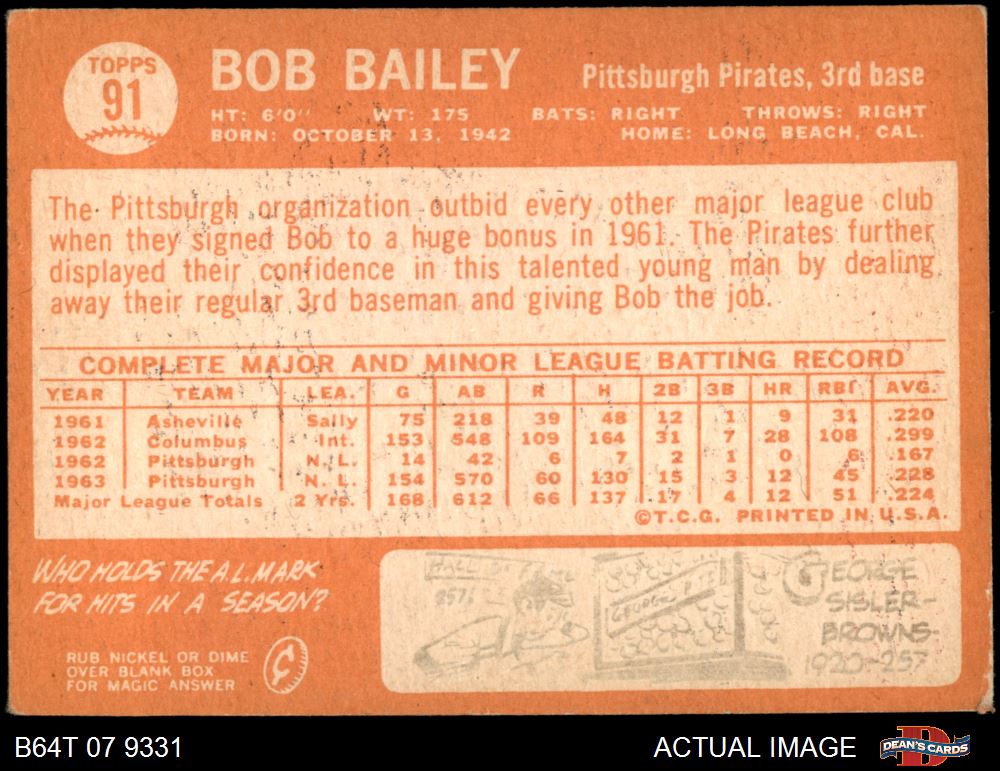 TOPPS
91
BOB BAILEY
Pittsburgh Pirates, 3rd base
HT: 6'0" WT: 175 BATS: RIGHT THROWS: RIGHT
BORN: OCTOBER 13, 1942 HOME: LONG BEACH, CAL.
The Pittsburgh organization outbid every other major league club
when they signed Bob to a huge bonus in 1961. The Pirates further
displayed their confidence in this talented young man by dealing
away their regular 3rd baseman and giving Bob the job.
COMPLETE MAJOR AND MINOR LEAGUE BATTING RECORD
YEAR TEAM LEA. G AB R H 2B 3B HR RBI AVG.
1961 Asheville Sally 75 218 39 48 12 1 9 31 .220
1962 Columbus Int. 153 548 109 164 31 7 28 108 .299
1962 Pittsburgh N.L. 14 42 6 7 2 1 0 6 .167
1963 Pittsburgh N.L. 154 570 60 130 15 3 12 45 .228
Major League Totals 2 Yrs. 168 612 66 137 17 4 12 51 .224
©T.C.G. PRINTED IN U.S.A.
WHO HOLDS THE A.L. MARK
FOR HITS IN A SEASON?
RUB NICKEL OR DIME
OVER BLANK BOX
FOR MAGIC ANSWER
HALL OF FAME
257
GEORGE
GEORGE
SISLER-
BROWNS-
1920-257
B64T 07 9331
ACTUAL IMAGE
DEAN'S CARDS